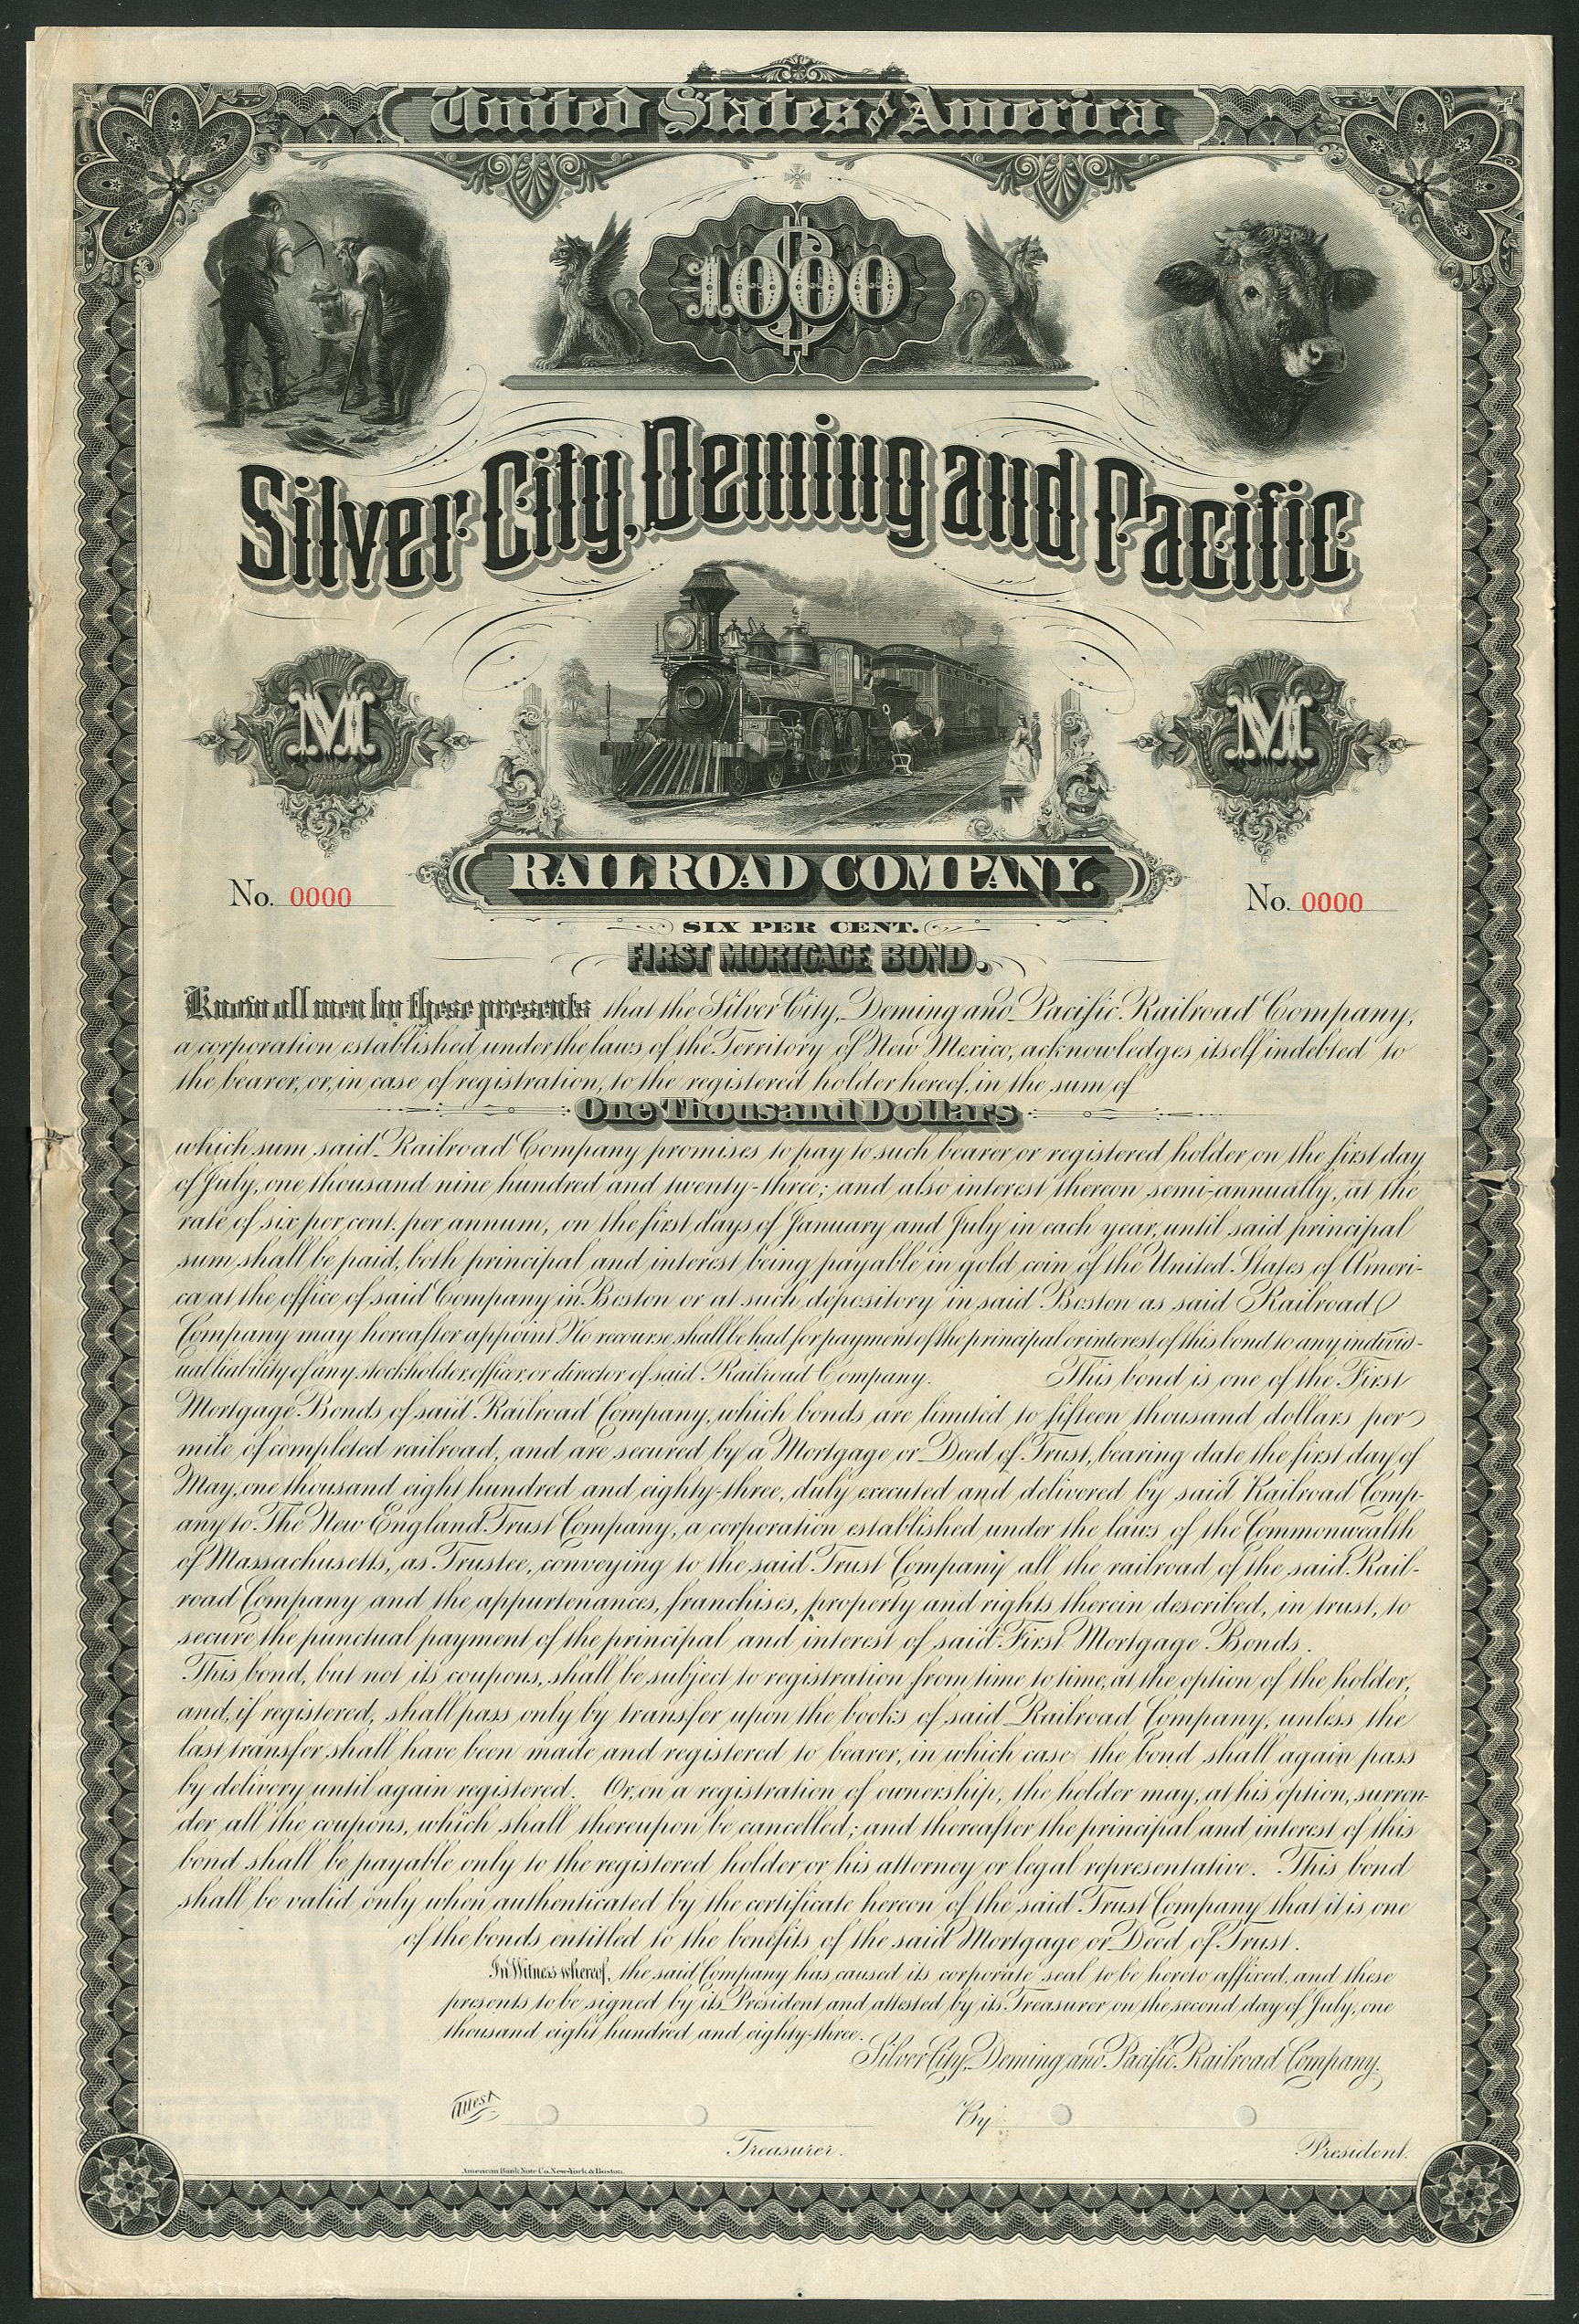 United States of America
$ 1000
Silver City, Deming and Pacific
M
M
RAILROAD COMPANY.
No. 0000
No. 0000
SIX PER CENT.
FIRST MORTGAGE BOND.
Know all men by these presents that the Silver City, Deming and Pacific Railroad Company,
a corporation established under the laws of the Territory of New Mexico, acknowledges itself indebted to
the bearer, or, in case of registration, to the registered holder hereof, in the sum of
One Thousand Dollars
which sum said Railroad Company promises to pay to such bearer or registered holder on the first day
of July, one thousand nine hundred and twenty-three; and also interest thereon semi-annually, at the
rate of six per cent. per annum, on the first days of January and July in each year, until said principal
sum shall be paid, both principal and interest being payable in gold coin of the United States of Ameri-
ca at the office of said Company in Boston or at such depository in said Boston as said Railroad
Company may hereafter appoint. No recourse shall be had for payment of the principal or interest of this bond to any individ-
ual liability of any stockholder, officer, or director of said Railroad Company. This bond is one of the First
Mortgage Bonds of said Railroad Company, which bonds are limited to fifteen thousand dollars per
mile of completed railroad, and are secured by a Mortgage or Deed of Trust, bearing date the first day of
May, one thousand eight hundred and eighty-three, duly executed and delivered by said Railroad Comp-
any to The New England Trust Company, a corporation established under the laws of the Commonwealth
of Massachusetts, as Trustee, conveying to the said Trust Company all the railroad of the said Rail-
road Company and the appurtenances, franchises, property and rights therein described, in trust, to
secure the punctual payment of the principal and interest of said First Mortgage Bonds.
This bond, but not its coupons, shall be subject to registration from time to time, at the option of the holder,
and, if registered, shall pass only by transfer upon the books of said Railroad Company, unless the
last transfer shall have been made and registered to bearer, in which case the bond shall again pass
by delivery until again registered. Or, on a registration of ownership, the holder may, at his option, surren-
der all the coupons, which shall thereupon be cancelled; and thereafter the principal and interest of this
bond shall be payable only to the registered holder or his attorney or legal representative. This bond
shall be valid only when authenticated by the certificate hereon of the said Trust Company that it is one
of the bonds entitled to the benefits of the said Mortgage or Deed of Trust.
In Witness whereof, the said Company has caused its corporate seal to be hereto affixed, and these
presents to be signed by its President and attested by its Treasurer on the second day of July, one
thousand eight hundred and eighty-three.
Silver City, Deming and Pacific Railroad Company,
Attest
By
Treasurer.
President.
American Bank Note Co. New-York & Boston.